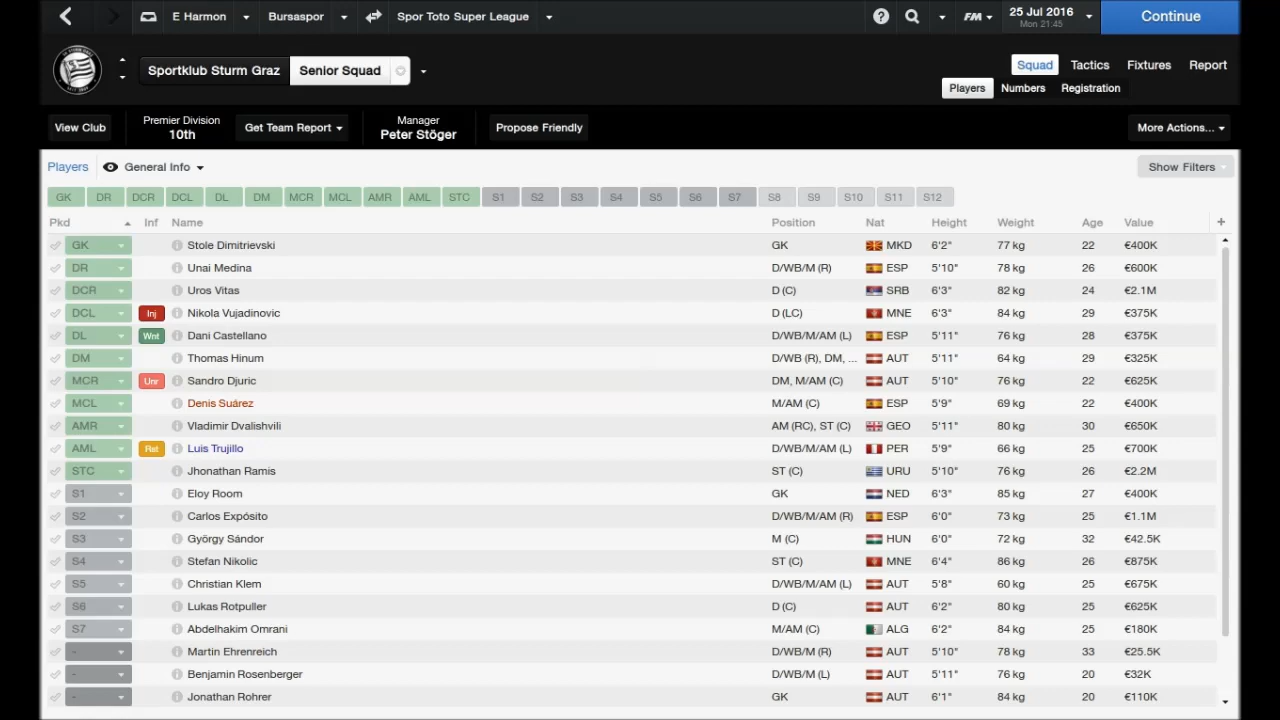 E Harmon Bursaspor Spor Toto Super League FM 25 Jul 2016 Continue
Mon 21:45
Sportklub Sturm Graz Senior Squad Squad Tactics Fixtures Report
Players Numbers Registration
View Club Premier Division 10th Get Team Report Manager Peter Stöger Propose Friendly More Actions...
Players General Info Show Filters
GK DR DCR DCL DL DM MCR MCL AMR AML STC S1 S2 S3 S4 S5 S6 S7 S8 S9 S10 S11 S12
Pkd Inf Name Position Nat Height Weight Age Value +
GK Stole Dimitrievski GK MKD 6'2" 77 kg 22 €400K
DR Unai Medina D/WB/M (R) ESP 5'10" 78 kg 26 €600K
DCR Uros Vitas D (C) SRB 6'3" 82 kg 24 €2.1M
DCL Inj Nikola Vujadinovic D (LC) MNE 6'3" 84 kg 29 €375K
DL Wnt Dani Castellano D/WB/M/AM (L) ESP 5'11" 76 kg 28 €375K
DM Thomas Hinum D/WB (R), DM, ... AUT 5'11" 64 kg 29 €325K
MCR Unr Sandro Djuric DM, M/AM (C) AUT 5'10" 76 kg 22 €625K
MCL Denis Suárez M/AM (C) ESP 5'9" 69 kg 22 €400K
AMR Vladimir Dvalishvili AM (RC), ST (C) GEO 5'11" 80 kg 30 €650K
AML Rst Luis Trujillo D/WB/M/AM (L) PER 5'9" 66 kg 25 €700K
STC Jhonathan Ramis ST (C) URU 5'10" 76 kg 26 €2.2M
S1 Eloy Room GK NED 6'3" 85 kg 27 €400K
S2 Carlos Expósito D/WB/M/AM (R) ESP 6'0" 73 kg 25 €1.1M
S3 György Sándor M (C) HUN 6'0" 72 kg 32 €42.5K
S4 Stefan Nikolic ST (C) MNE 6'4" 86 kg 26 €875K
S5 Christian Klem D/WB/M/AM (L) AUT 5'8" 60 kg 25 €675K
S6 Lukas Rotpuller D (C) AUT 6'2" 80 kg 25 €625K
S7 Abdelhakim Omrani M/AM (C) ALG 6'2" 84 kg 25 €180K
- Martin Ehrenreich D/WB/M (R) AUT 5'10" 78 kg 33 €25.5K
- Benjamin Rosenberger D/WB/M (L) AUT 5'11" 76 kg 20 €32K
- Jonathan Rohrer GK AUT 6'1" 84 kg 20 €110K